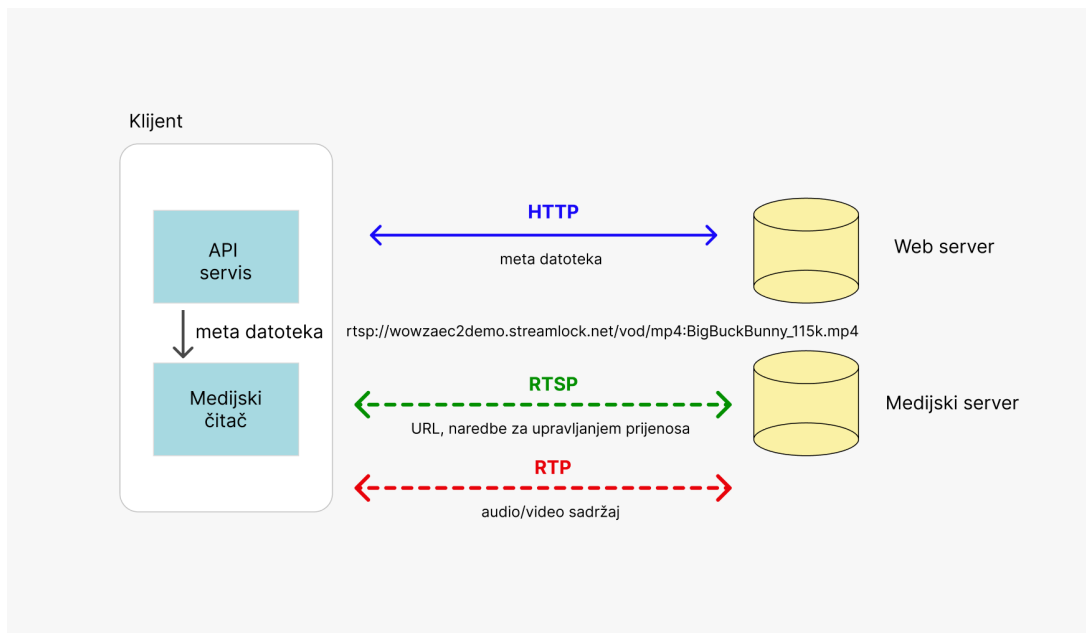 Klijent
API
servis
HTTP
meta datoteka
Web server
meta datoteka
rtsp://wowzaec2demo.streamlock.net/vod/mp4:BigBuckBunny_115k.mp4
Medijski
čitač
RTSP
URL, naredbe za upravljanjem prijenosa
Medijski server
RTP
audio/video sadržaj